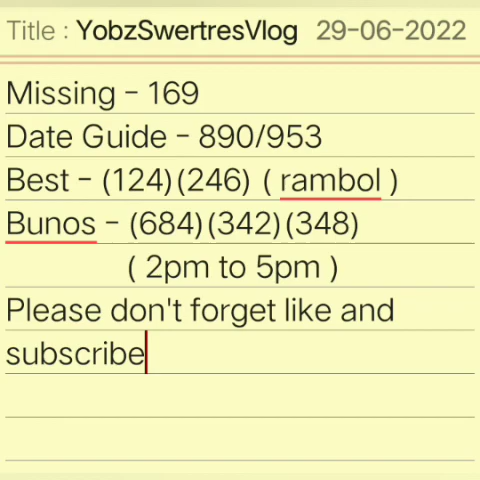 Title : YobzSwertresVlog 29-06-2022
Missing - 169
Date Guide - 890/953
Best - (124)(246) ( rambol )
Bunos - (684)(342)(348)
( 2pm to 5pm )
Please don't forget like and
subscribe